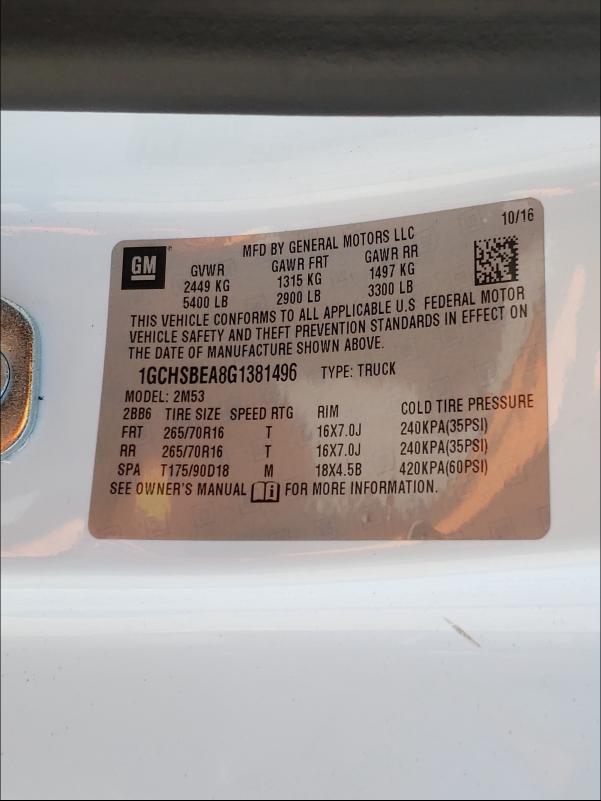 10/16
GM
MFD BY GENERAL MOTORS LLC
GVWR GAWR FRT GAWR RR
2449 KG 1315 KG 1497 KG
5400 LB 2900 LB 3300 LB
THIS VEHICLE CONFORMS TO ALL APPLICABLE U.S FEDERAL MOTOR
VEHICLE SAFETY AND THEFT PREVENTION STANDARDS IN EFFECT ON
THE DATE OF MANUFACTURE SHOWN ABOVE.
1GCHSBEA8G1381496 TYPE: TRUCK
MODEL: 2M53
2BB6 TIRE SIZE SPEED RTG RIM COLD TIRE PRESSURE
FRT 265/70R16 T 16X7.0J 240KPA(35PSI)
RR 265/70R16 T 16X7.0J 240KPA(35PSI)
SPA T175/90D18 M 18X4.5B 420KPA(60PSI)
SEE OWNER'S MANUAL i FOR MORE INFORMATION.